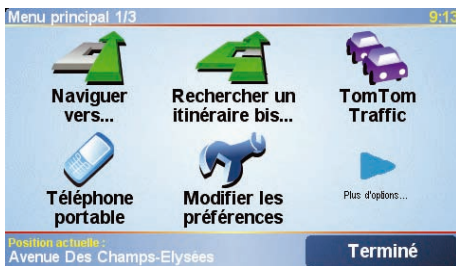 Menu principal 1/3 9:13
Naviguer
vers...
Rechercher un
itinéraire bis...
TomTom
Traffic
Téléphone
portable
Modifier les
préférences
Plus d'options...
Position actuelle :
Avenue Des Champs-Elysées
Terminé